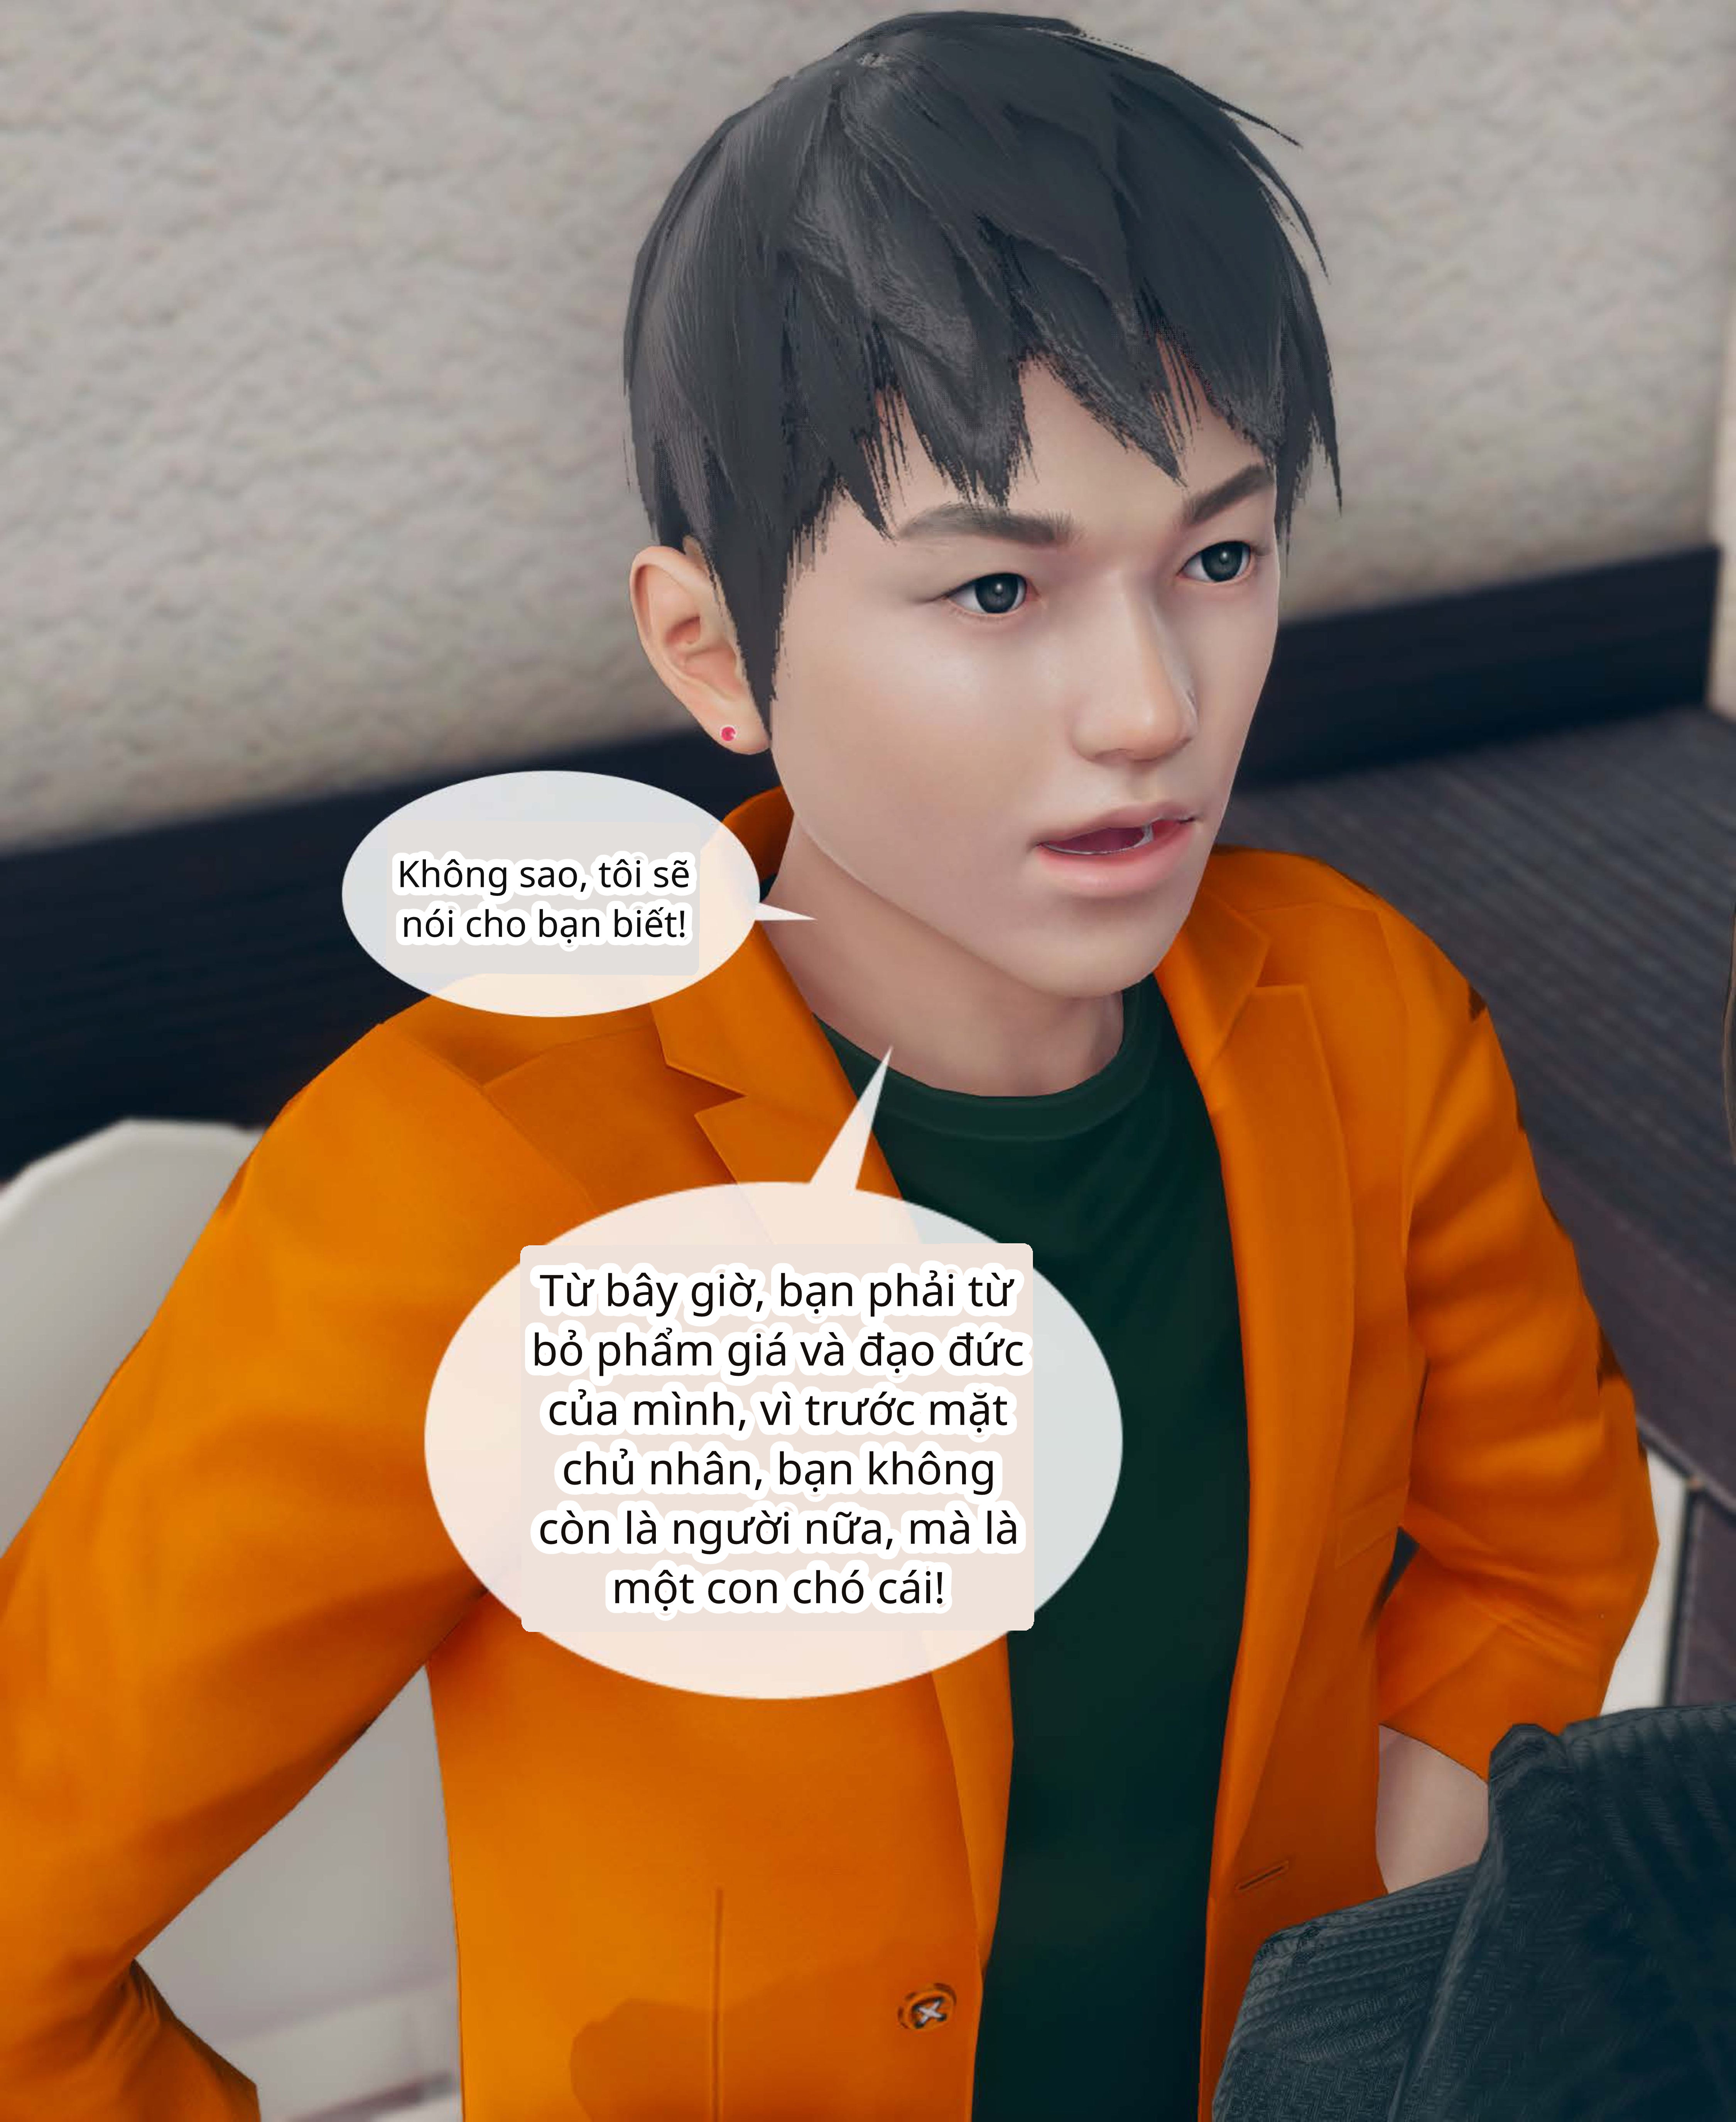 Không sao, tôi sẽ
nói cho bạn biết!
Từ bây giờ, bạn phải từ
bỏ phẩm giá và đạo đức
của mình, vì trước mặt
chủ nhân, bạn không
còn là người nữa, mà là
một con chó cái!